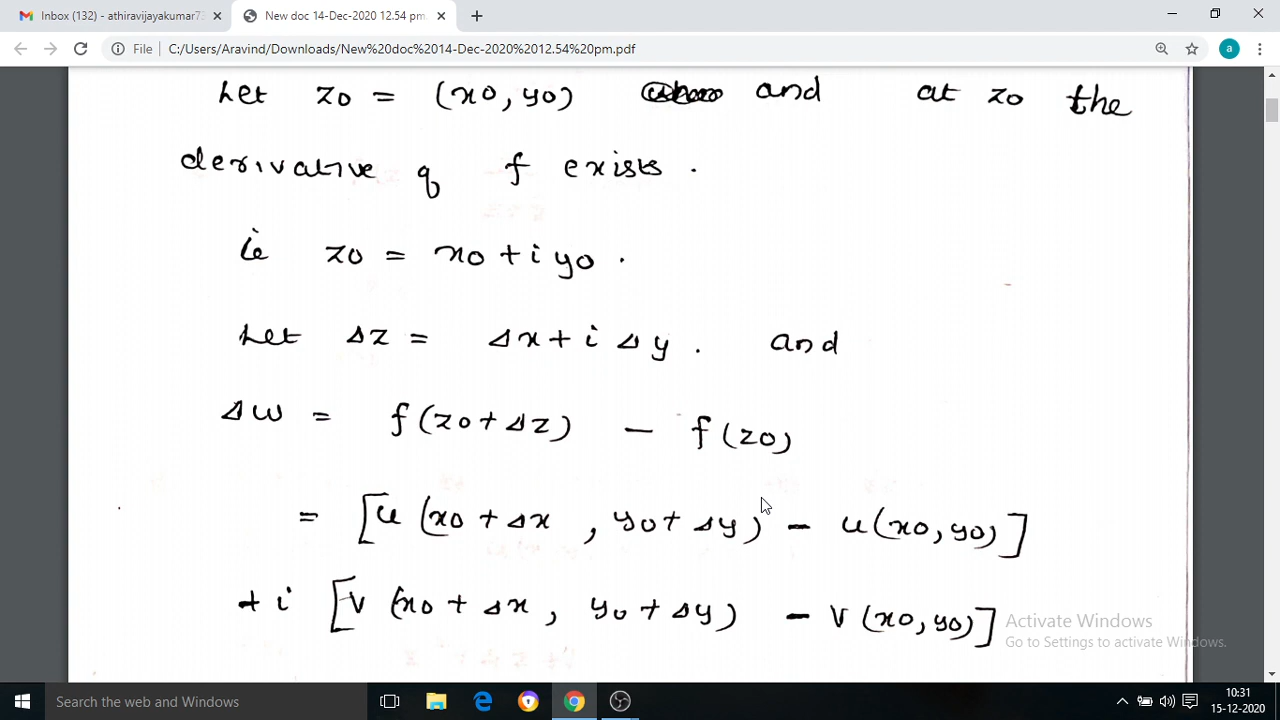 Inbox (132) - athiravijayakumar7
New doc 14-Dec-2020 12.54 pm.
File C:/Users/Aravind/Downloads/New%20doc%2014-Dec-2020%2012.54%20pm.pdf
a
Let z0 = (x0, y0) and at z0 the
derivative of f exists.
ie z0 = x0 + i y0.
Let Δz = Δx + i Δy. and
Δw = f(z0 + Δz) - f(z0)
= [u (x0 + Δx, y0 + Δy) - u(x0, y0)]
+ i [v (x0 + Δx, y0 + Δy) - v(x0, y0)]
Activate Windows
Go to Settings to activate Windows.
Search the web and Windows
10:31
15-12-2020